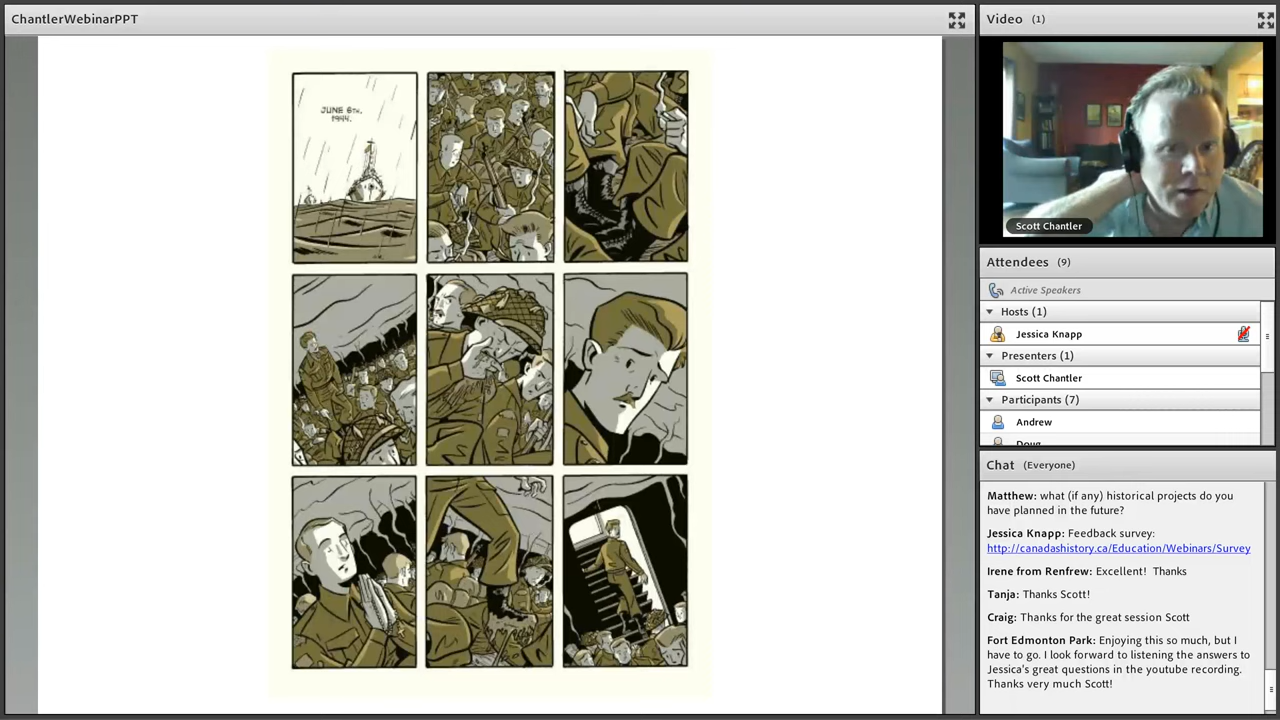 ChantlerWebinarPPT
JUNE 6TH,
1944.
Video (1)
Scott Chantler
Attendees (9)
Active Speakers
Hosts (1)
Jessica Knapp
Presenters (1)
Scott Chantler
Participants (7)
Andrew
Doug
Chat (Everyone)
Matthew: what (if any) historical projects do you
have planned in the future?
Jessica Knapp: Feedback survey:
http://canadashistory.ca/Education/Webinars/Survey
Irene from Renfrew: Excellent! Thanks
Tanja: Thanks Scott!
Craig: Thanks for the great session Scott
Fort Edmonton Park: Enjoying this so much, but I
have to go. I look forward to listening the answers to
Jessica's great questions in the youtube recording.
Thanks very much Scott!